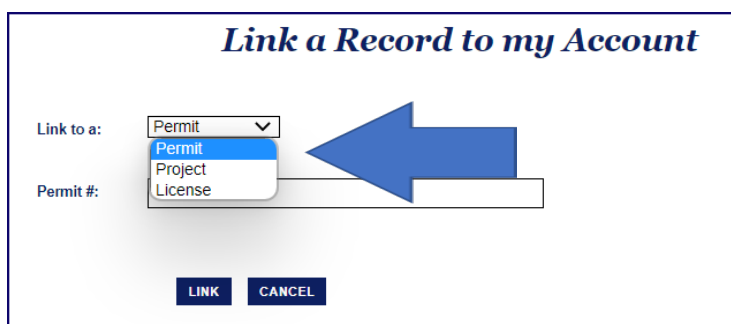 Link a Record to my Account
Link to a: Permit
Permit
Project
License
Permit #:
LINK CANCEL